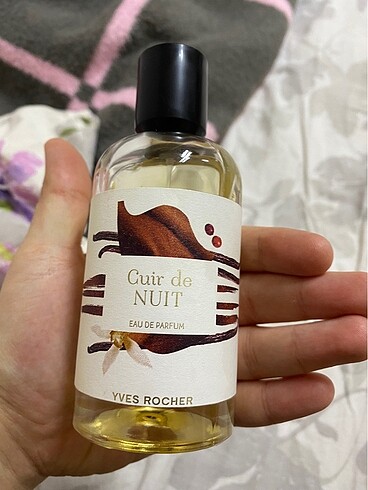 Cuir de
NUIT
EAU DE PARFUM
YVES ROCHER